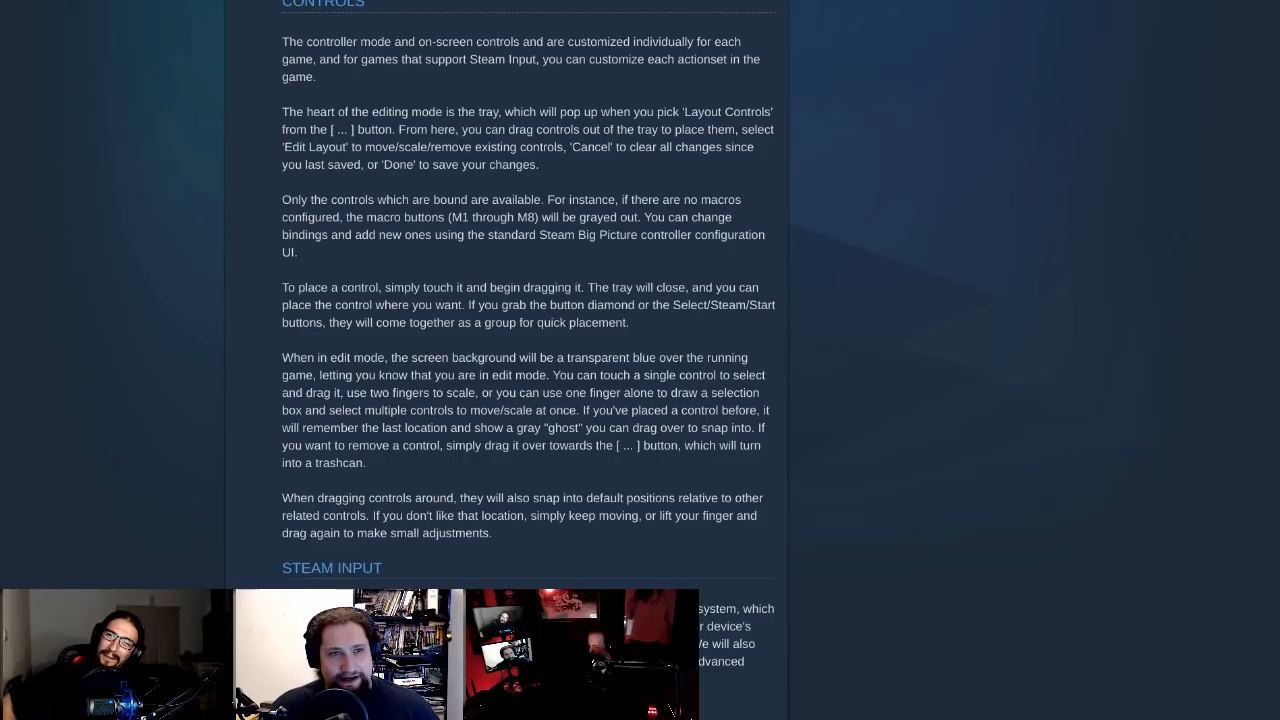 CONTROLS
The controller mode and on-screen controls and are customized individually for each
game, and for games that support Steam Input, you can customize each actionset in the
game.
The heart of the editing mode is the tray, which will pop up when you pick 'Layout Controls'
from the [ ... ] button. From here, you can drag controls out of the tray to place them, select
'Edit Layout' to move/scale/remove existing controls, 'Cancel' to clear all changes since
you last saved, or 'Done' to save your changes.
Only the controls which are bound are available. For instance, if there are no macros
configured, the macro buttons (M1 through M8) will be grayed out. You can change
bindings and add new ones using the standard Steam Big Picture controller configuration
UI.
To place a control, simply touch it and begin dragging it. The tray will close, and you can
place the control where you want. If you grab the button diamond or the Select/Steam/Start
buttons, they will come together as a group for quick placement.
When in edit mode, the screen background will be a transparent blue over the running
game, letting you know that you are in edit mode. You can touch a single control to select
and drag it, use two fingers to scale, or you can use one finger alone to draw a selection
box and select multiple controls to move/scale at once. If you've placed a control before, it
will remember the last location and show a gray "ghost" you can drag over to snap into. If
you want to remove a control, simply drag it over towards the [ ... ] button, which will turn
into a trashcan.
When dragging controls around, they will also snap into default positions relative to other
related controls. If you don't like that location, simply keep moving, or lift your finger and
drag again to make small adjustments.
STEAM INPUT
system, which
r device's
We will also
dvanced